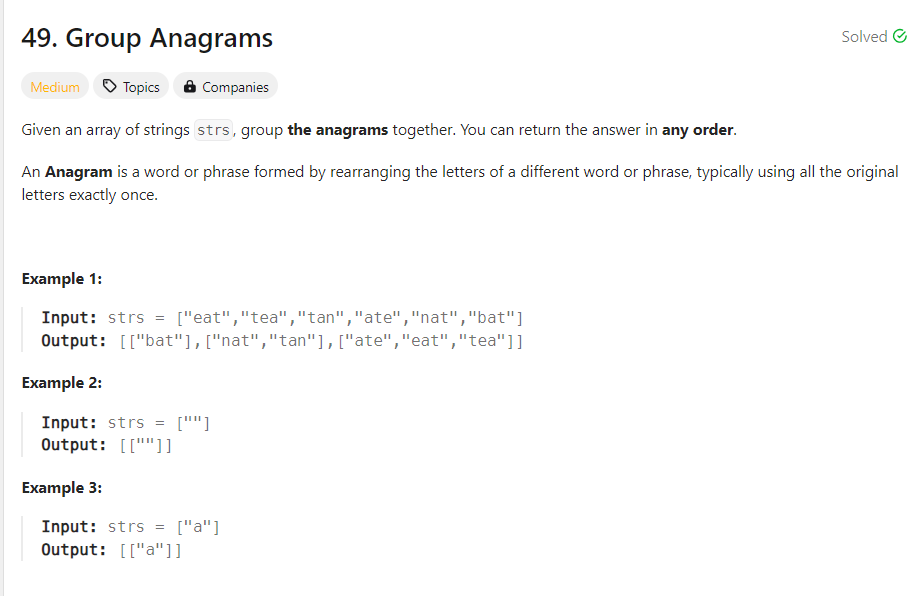 49. Group Anagrams
Solved
Medium
Topics
Companies
Given an array of strings strs, group the anagrams together. You can return the answer in any order.
An Anagram is a word or phrase formed by rearranging the letters of a different word or phrase, typically using all the original
letters exactly once.
Example 1:
Input: strs = ["eat","tea","tan","ate","nat","bat"]
Output: [["bat"],["nat","tan"],["ate","eat","tea"]]
Example 2:
Input: strs = [""]
Output: [[""]]
Example 3:
Input: strs = ["a"]
Output: [["a"]]